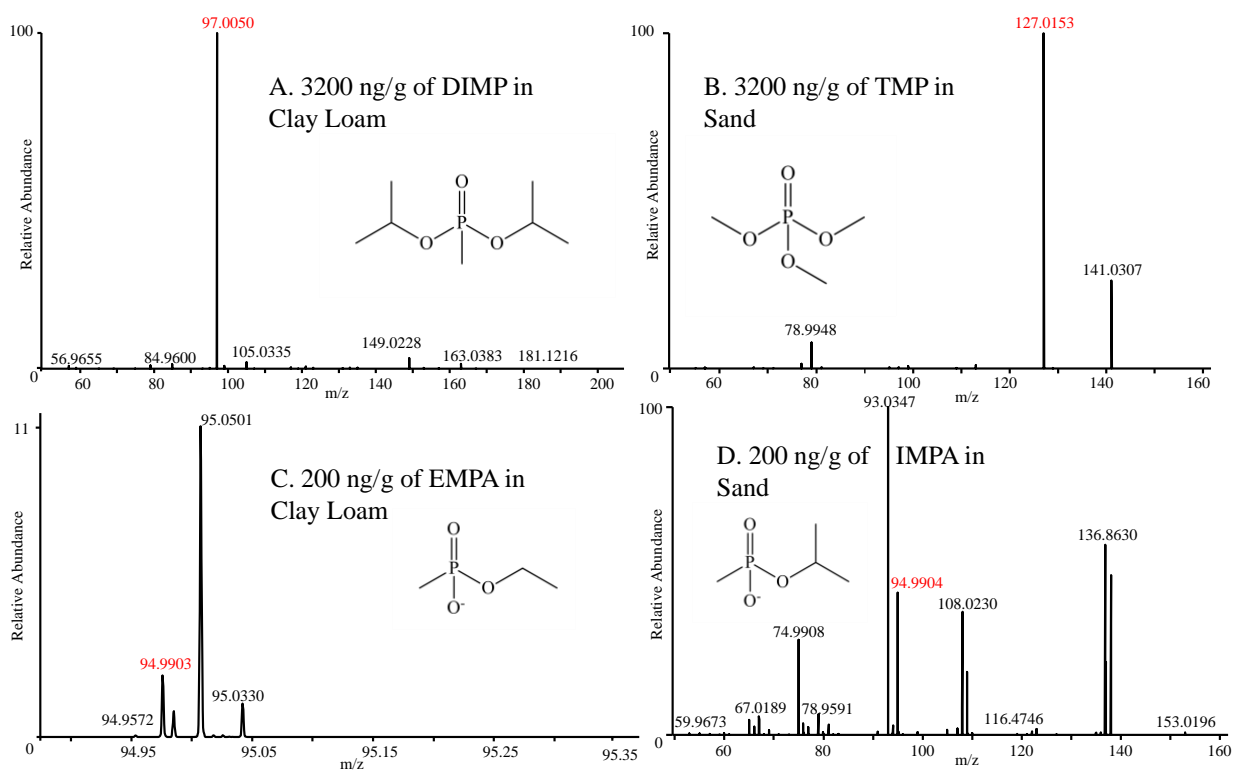 97.0050
100
A. 3200 ng/g of DIMP in
Clay Loam
Relative Abundance
O
P
O
O
56.9655
84.9600
105.0335
149.0228
163.0383
181.1216
0
60
80
100
120
140
160
180
200
m/z
127.0153
100
B. 3200 ng/g of TMP in
Sand
Relative Abundance
O
P
O
O
O
141.0307
78.9948
0
60
80
100
120
140
160
m/z
11
95.0501
C. 200 ng/g of EMPA in
Clay Loam
Relative Abundance
O
P
O
O-
94.9903
95.0330
94.9572
0
94.95
95.05
95.15
95.25
95.35
m/z
100
93.0347
D. 200 ng/g of IMPA in
Sand
Relative Abundance
O
P
O
O-
136.8630
94.9904
108.0230
74.9908
67.0189
78.9591
59.9673
116.4746
153.0196
0
60
80
100
120
140
160
m/z